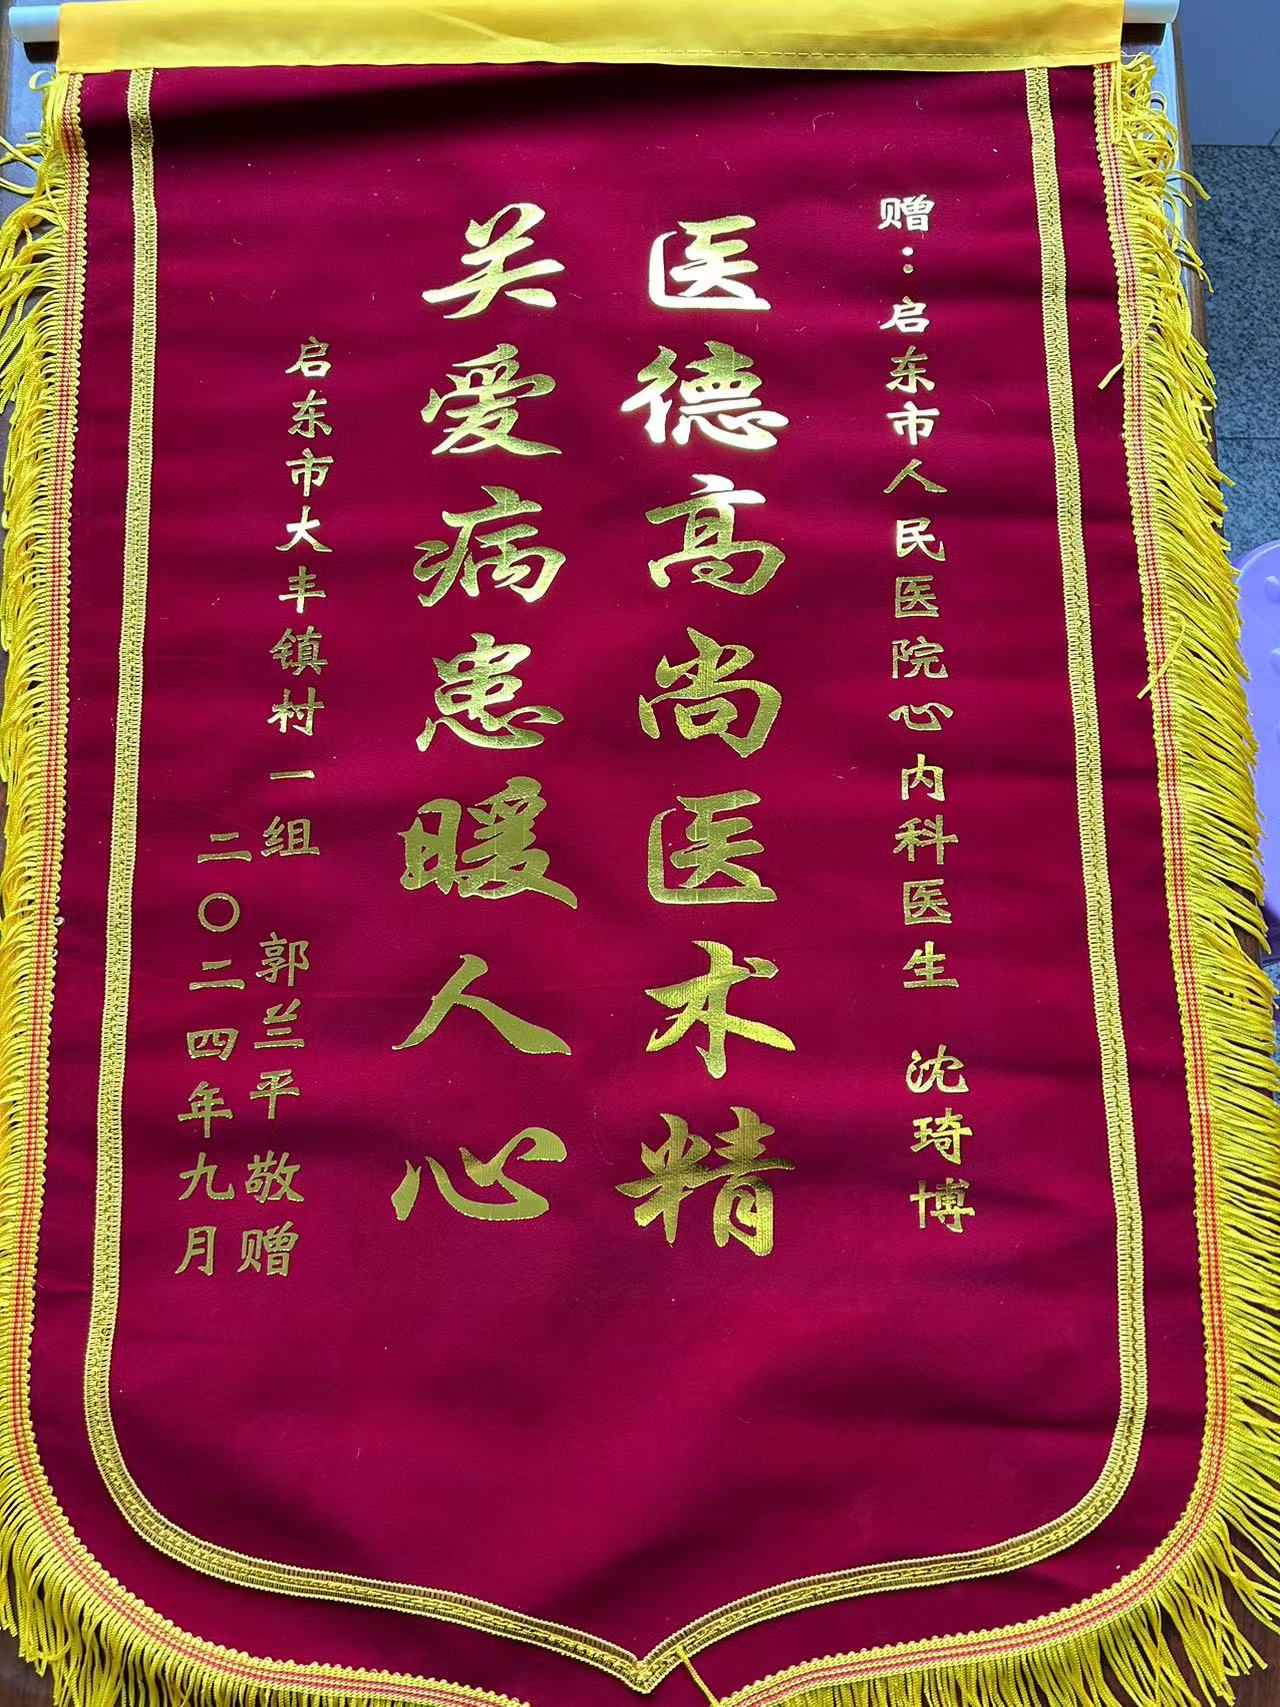 赠：启东市人民医院心内科医生 沈琦博
医德高尚医术精
关爱病患暖人心
启东市大丰镇村一组 郭兰平敬赠
二〇二四年九月